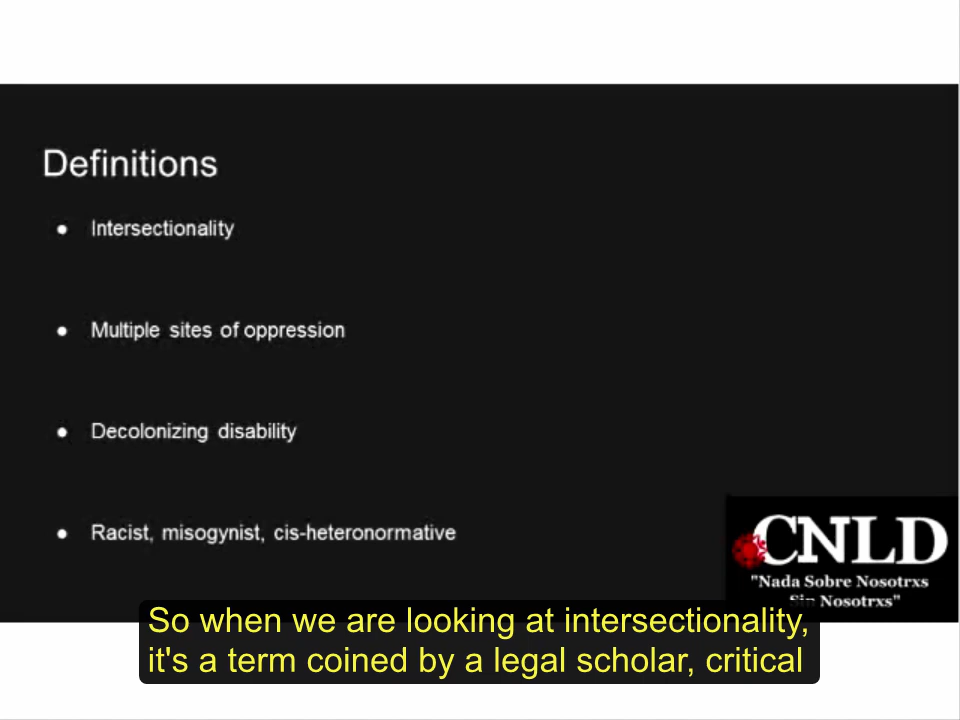 Definitions
● Intersectionality
● Multiple sites of oppression
● Decolonizing disability
● Racist, misogynist, cis-heteronormative
CNLD
"Nada Sobre Nosotrxs
Sin Nosotrxs"
So when we are looking at intersectionality,
it's a term coined by a legal scholar, critical